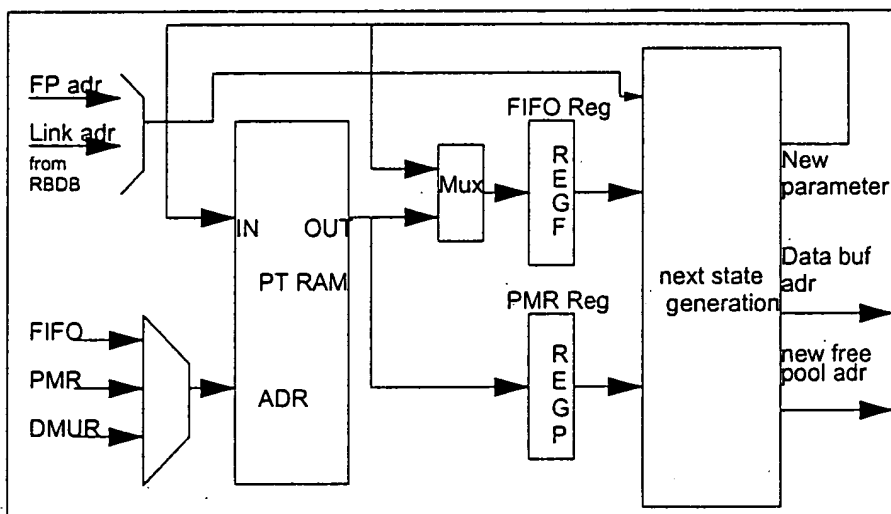 FP adr
Link adr
from
RBDB
FIFO
PMR
DMUR
IN
OUT
PT RAM
ADR
Mux
FIFO Reg
R
E
G
F
PMR Reg
R
E
G
P
next state
generation
New
parameter
Data buf
adr
new free
pool adr